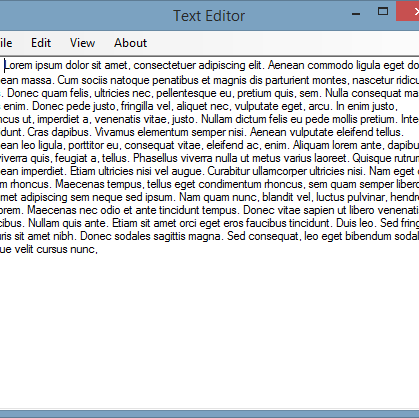 Text Editor
Edit View About
Lorem ipsum dolor sit amet, consectetuer adipiscing elit. Aenean commodo ligula eget do
massa. Cum sociis natoque penatibus et magnis dis parturient montes, nascetur ridicu
. Donec quam felis, ultricies nec, pellentesque eu, pretium quis, sem. Nulla consequat ma
enim. Donec pede justo, fringilla vel, aliquet nec, vulputate eget, arcu. In enim justo,
ut, imperdiet a, venenatis vitae, justo. Nullam dictum felis eu pede mollis pretium. Inte
dunt. Cras dapibus. Vivamus elementum semper nisi. Aenean vulputate eleifend tellus.
ean leo ligula, porttitor eu, consequat vitae, eleifend ac, enim. Aliquam lorem ante, dapibu
viverra quis, feugiat a, tellus. Phasellus viverra nulla ut metus varius laoreet. Quisque rutrum
ean imperdiet. Etiam ultricies nisi vel augue. Curabitur ullamcorper ultricies nisi. Nam eget
rhoncus. Maecenas tempus, tellus eget condimentum rhoncus, sem quam semper libero
amet adipiscing sem neque sed ipsum. Nam quam nunc, blandit vel, luctus pulvinar, hendre
orem. Maecenas nec odio et ante tincidunt tempus. Donec vitae sapien ut libero venenati
cibus. Nullam quis ante. Etiam sit amet orci eget eros faucibus tincidunt. Duis leo. Sed fring
uris sit amet nibh. Donec sodales sagittis magna. Sed consequat, leo eget bibendum sodal
ue velit cursus nunc,